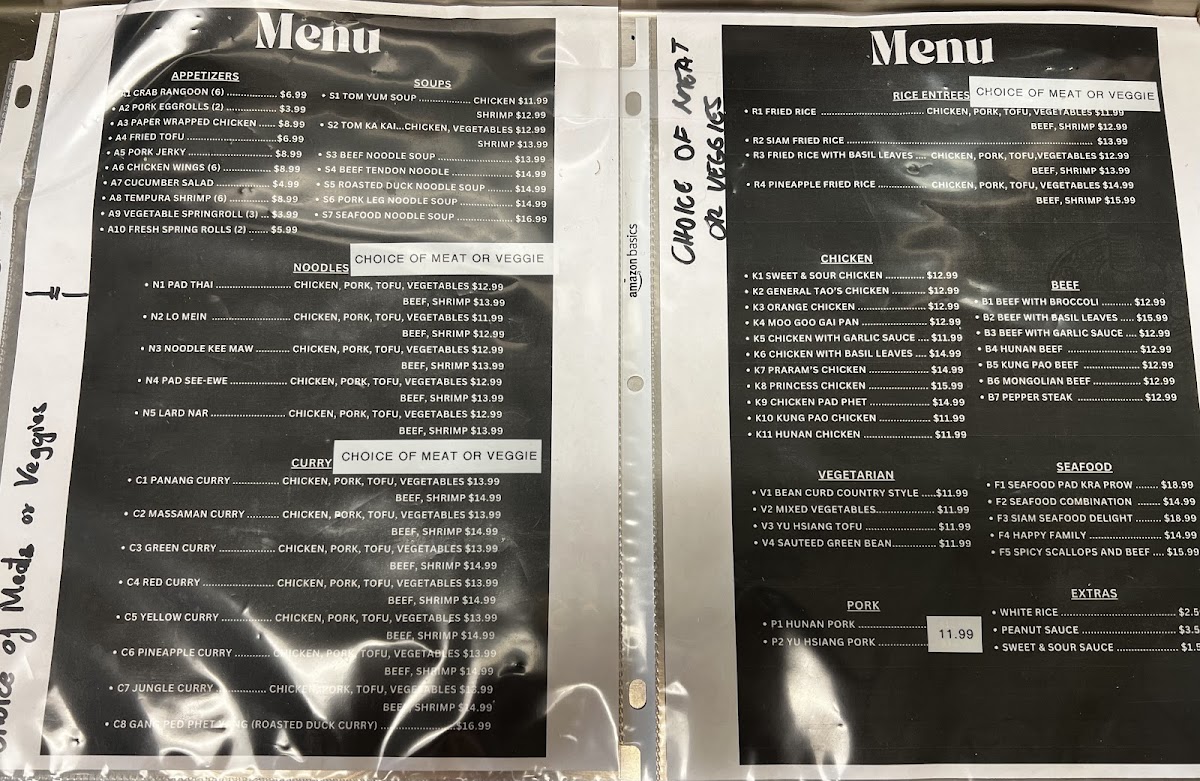 Menu
APPETIZERS
A1 CRAB RANGOON (6) ........ $6.99
• A2 PORK EGGROLLS (2) ........ $3.99
• A3 PAPER WRAPPED CHICKEN ..... $8.99
• A4 FRIED TOFU ........ $6.99
• A5 PORK JERKY ........ $8.99
• A6 CHICKEN WINGS (6) ........ $8.99
• A7 CUCUMBER SALAD ........ $4.99
• A8 TEMPURA SHRIMP (6) ........ $8.99
• A9 VEGETABLE SPRINGROLL (3) ... $3.99
• A10 FRESH SPRING ROLLS (2) ....... $5.99
SOUPS
• S1 TOM YUM SOUP ........ CHICKEN $11.99
SHRIMP $12.99
• S2 TOM KA KAI...CHICKEN, VEGETABLES $12.99
SHRIMP $14.99
• S3 BEEF NOODLE SOUP ........ $13.99
• S4 BEEF TENDON NOODLE ........ $14.99
• S5 ROASTED DUCK NOODLE SOUP ....... $14.99
• S6 PORK LEG NOODLE SOUP ........ $14.99
• S7 SEAFOOD NOODLE SOUP ........ $16.99
NOODLES CHOICE OF MEAT OR VEGGIE
• N1 PAD THAI ........ CHICKEN, PORK, TOFU, VEGETABLES $12.99
BEEF, SHRIMP $13.99
• N2 LO MEIN ........ CHICKEN, PORK, TOFU, VEGETABLES $11.99
BEEF, SHRIMP $12.99
• N3 NOODLE KEE MAW ........ CHICKEN, PORK, TOFU, VEGETABLES $12.99
BEEF, SHRIMP $13.99
• N4 PAD SEE-EWE ........ CHICKEN, PORK, TOFU, VEGETABLES $12.99
BEEF, SHRIMP $13.99
• N5 LARD NAR ........ CHICKEN, PORK, TOFU, VEGETABLES $12.99
BEEF, SHRIMP $13.99
CURRY CHOICE OF MEAT OR VEGGIE
• C1 PANANG CURRY ........ CHICKEN, PORK, TOFU, VEGETABLES $13.99
BEEF, SHRIMP $14.99
• C2 MASSAMAN CURRY ........ CHICKEN, PORK, TOFU, VEGETABLES $13.99
BEEF, SHRIMP $14.99
• C3 GREEN CURRY ........ CHICKEN, PORK, TOFU, VEGETABLES $13.99
BEEF, SHRIMP $14.99
• C4 RED CURRY ........ CHICKEN, PORK, TOFU, VEGETABLES $13.99
BEEF, SHRIMP $14.99
• C5 YELLOW CURRY ........ CHICKEN, PORK, TOFU, VEGETABLES $13.99
BEEF, SHRIMP $14.99
• C6 PINEAPPLE CURRY ........ CHICKEN, PORK, TOFU, VEGETABLES $13.99
BEEF, SHRIMP $14.99
• C7 JUNGLE CURRY ........ CHICKEN, PORK, TOFU, VEGETABLES $13.99
BEEF, SHRIMP $14.99
• C8 GANG PED PHET (ROASTED DUCK CURRY) ........ $16.99
Choice of Meats or Veggies
amazon basics
CHOICE OF MEAT
OR VEGGIES
Menu
RICE ENTREES CHOICE OF MEAT OR VEGGIE
• R1 FRIED RICE ........ CHICKEN, PORK, TOFU, VEGETABLES $11.99
BEEF, SHRIMP $12.99
• R2 SIAM FRIED RICE ........ $13.99
• R3 FRIED RICE WITH BASIL LEAVES .... CHICKEN, PORK, TOFU,VEGETABLES $12.99
BEEF, SHRIMP $13.99
• R4 PINEAPPLE FRIED RICE ........ CHICKEN, PORK, TOFU, VEGETABLES $14.99
BEEF, SHRIMP $15.99
CHICKEN
• K1 SWEET & SOUR CHICKEN ........ $12.99
• K2 GENERAL TAO'S CHICKEN ........ $12.99
• K3 ORANGE CHICKEN ........ $12.99
• K4 MOO GOO GAI PAN ........ $12.99
• K5 CHICKEN WITH GARLIC SAUCE .... $11.99
• K6 CHICKEN WITH BASIL LEAVES .... $14.99
• K7 PRARAM'S CHICKEN ........ $14.99
• K8 PRINCESS CHICKEN ........ $15.99
• K9 CHICKEN PAD PHET ........ $14.99
• K10 KUNG PAO CHICKEN ........ $11.99
• K11 HUNAN CHICKEN ........ $11.99
BEEF
• B1 BEEF WITH BROCCOLI ........ $12.99
• B2 BEEF WITH BASIL LEAVES ..... $15.99
• B3 BEEF WITH GARLIC SAUCE .... $12.99
• B4 HUNAN BEEF ........ $12.99
• B5 KUNG PAO BEEF ........ $12.99
• B6 MONGOLIAN BEEF ........ $12.99
• B7 PEPPER STEAK ........ $12.99
VEGETARIAN
• V1 BEAN CURD COUNTRY STYLE .....$11.99
• V2 MIXED VEGETABLES........ $11.99
• V3 YU HSIANG TOFU ........ $11.99
• V4 SAUTEED GREEN BEAN........ $11.99
SEAFOOD
• F1 SEAFOOD PAD KRA PROW ....... $18.99
• F2 SEAFOOD COMBINATION ....... $14.99
• F3 SIAM SEAFOOD DELIGHT ........ $18.99
• F4 HAPPY FAMILY ........ $14.99
• F5 SPICY SCALLOPS AND BEEF .... $15.99
PORK
• P1 HUNAN PORK ........
• P2 YU HSIANG PORK ........
11.99
EXTRAS
• WHITE RICE ........ $2.5
• PEANUT SAUCE ........ $3.5
• SWEET & SOUR SAUCE ........ $1.5